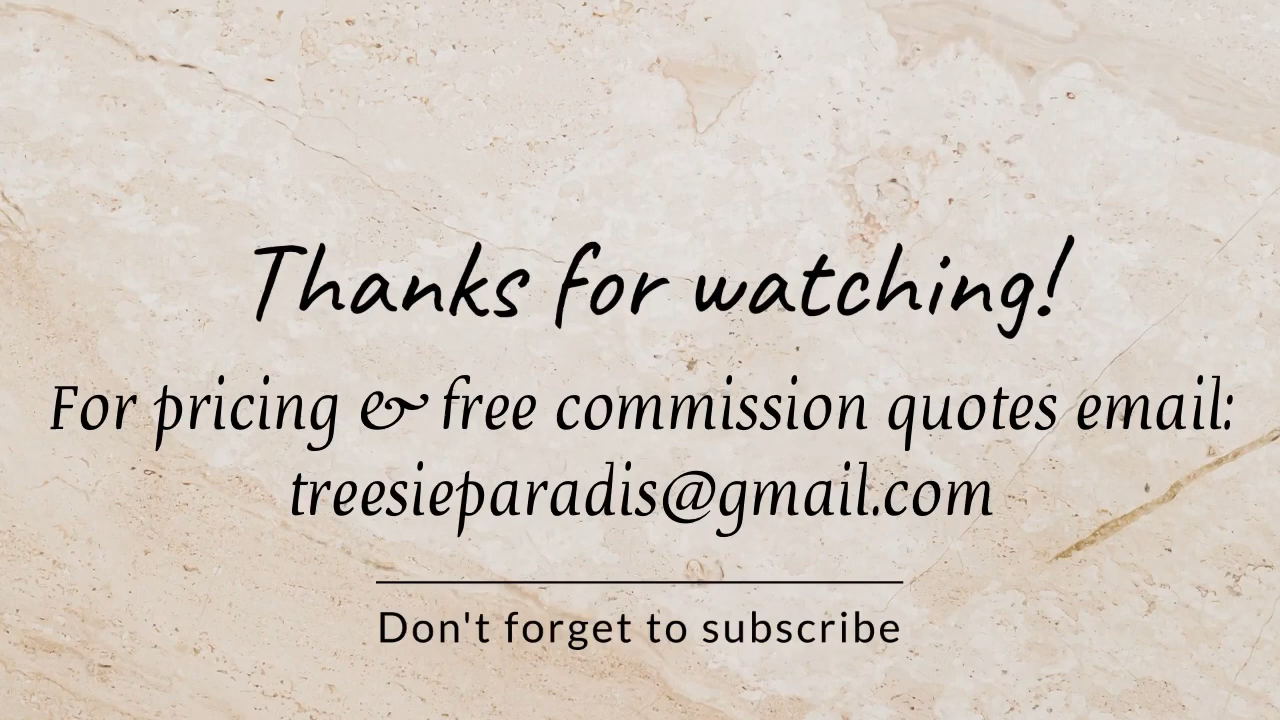 Thanks for watching!
For pricing & free commission quotes email:
treesieparadis@gmail.com
Don't forget to subscribe